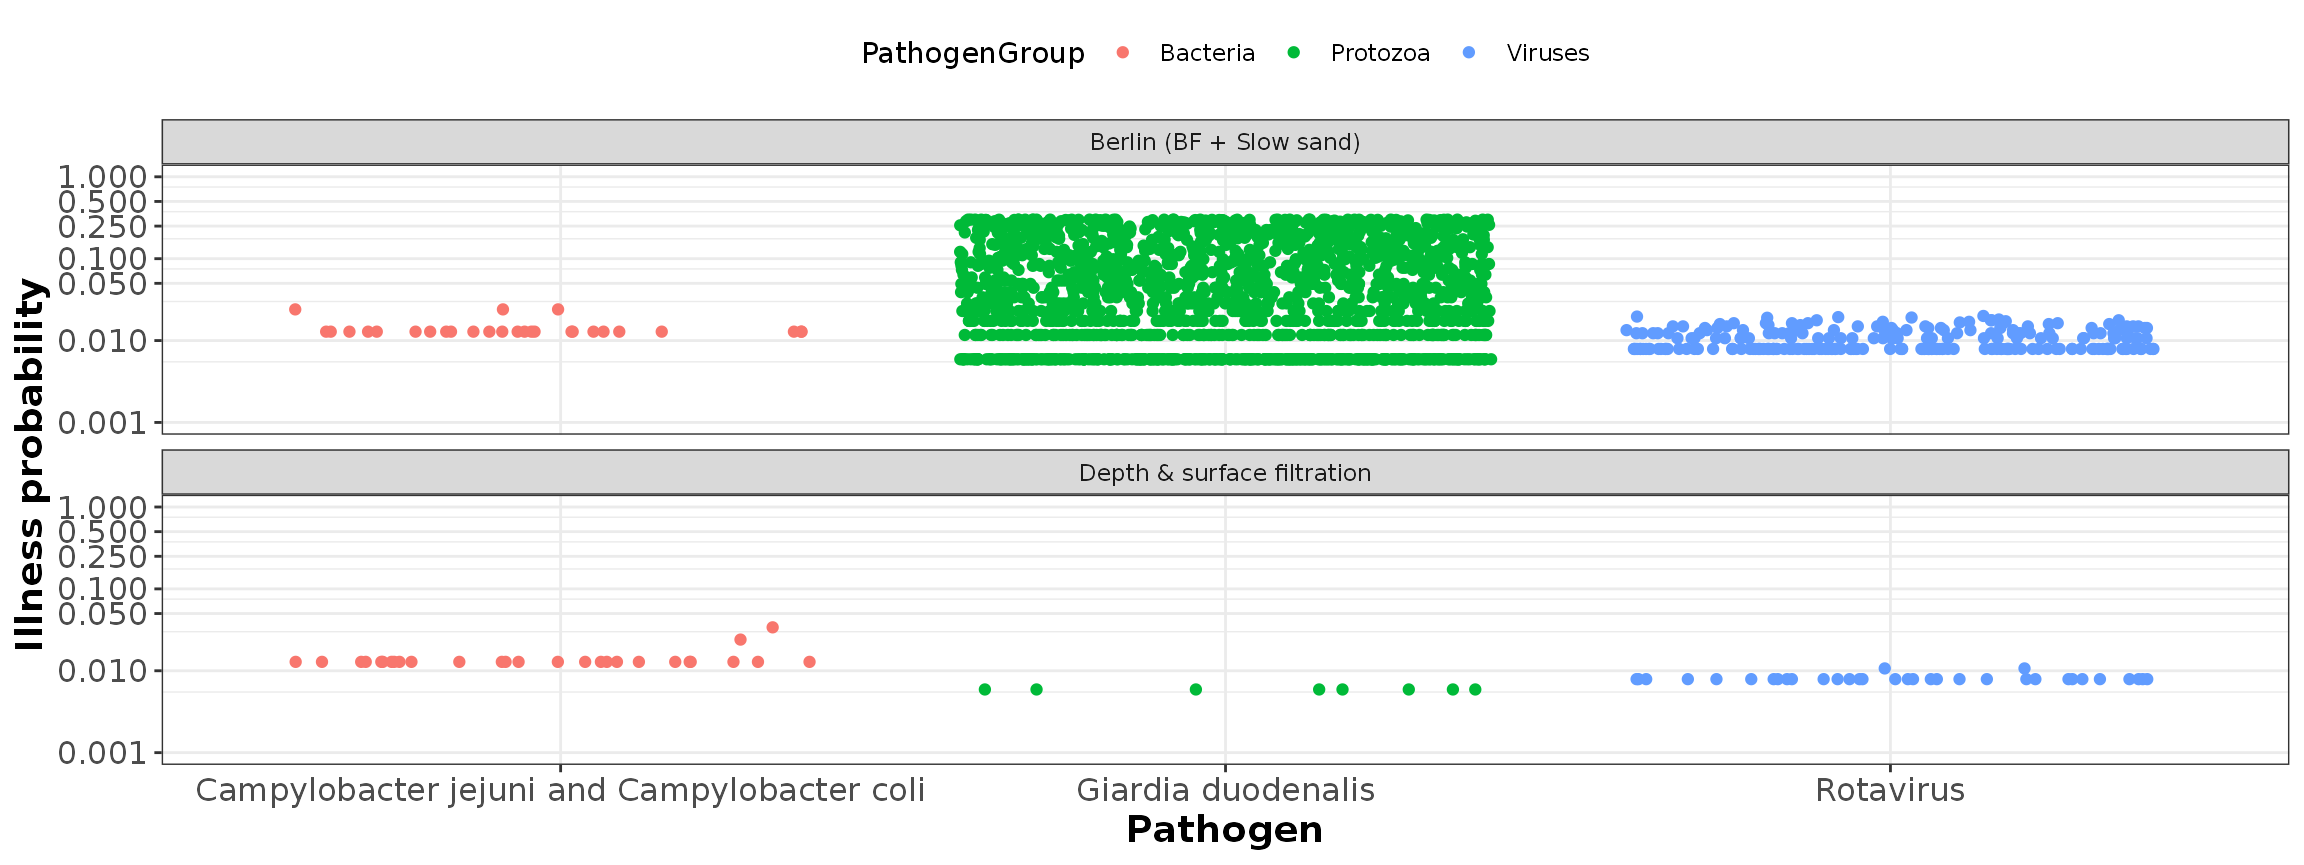 PathogenGroup Bacteria Protozoa Viruses
Berlin (BF + Slow sand)
1.000
0.500
0.250
0.100
0.050
0.010
0.001
Depth & surface filtration
1.000
0.500
0.250
0.100
0.050
0.010
0.001
Illness probability
Campylobacter jejuni and Campylobacter coli Giardia duodenalis Rotavirus
Pathogen